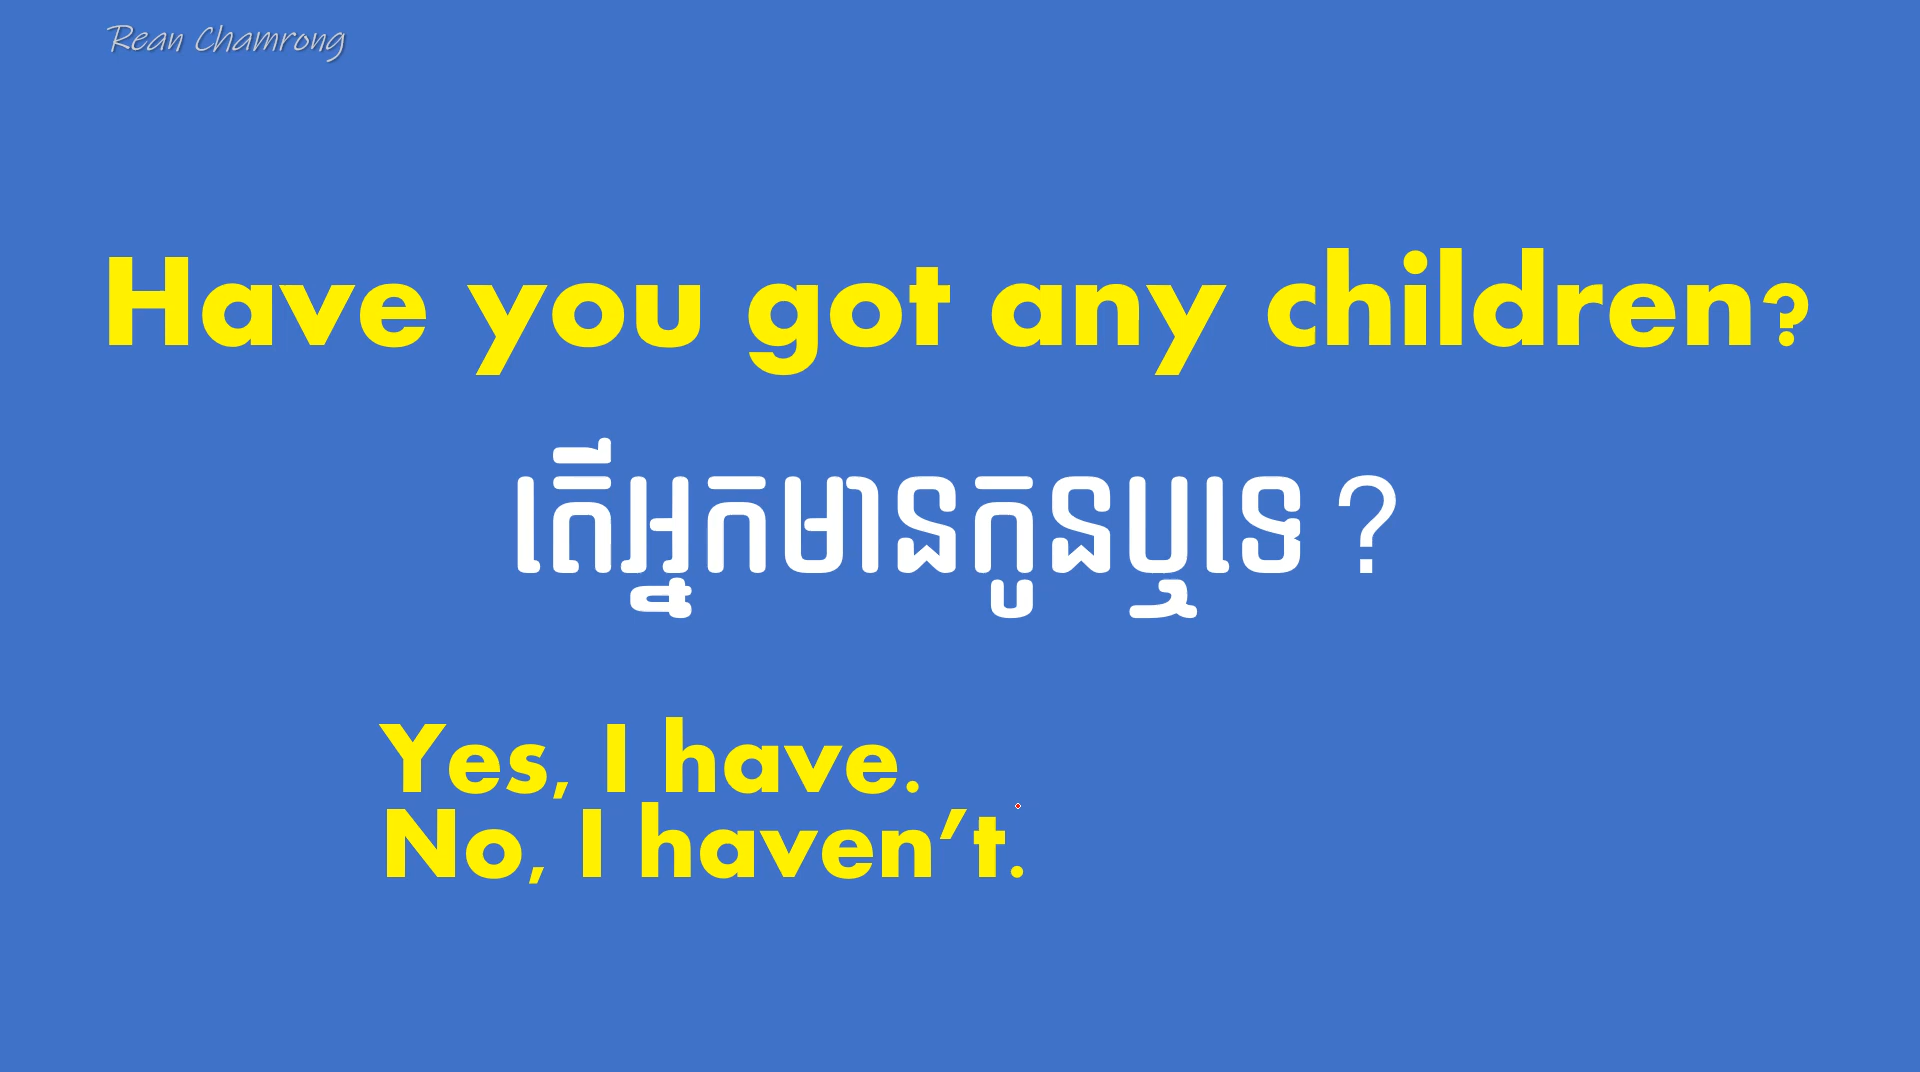 Rean Chamrong
Have you got any children?
តើអ្នកមានកូនឬទេ ?
Yes, I have.
No, I haven’t.